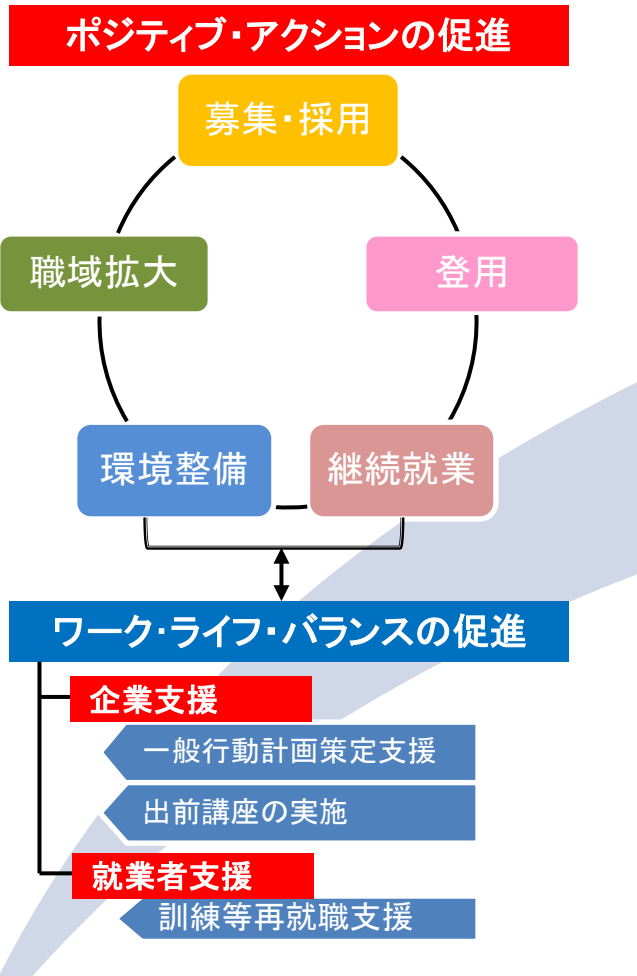 ポジティブ・アクションの促進
募集・採用
職域拡大
登用
環境整備
継続就業
ワーク・ライフ・バランスの促進
企業支援
一般行動計画策定支援
出前講座の実施
就業者支援
訓練等再就職支援